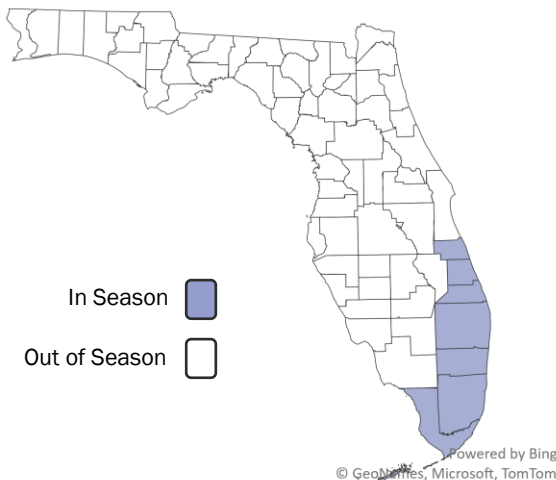 In Season
Out of Season
Powered by Bing
© GeoNames, Microsoft, TomTom